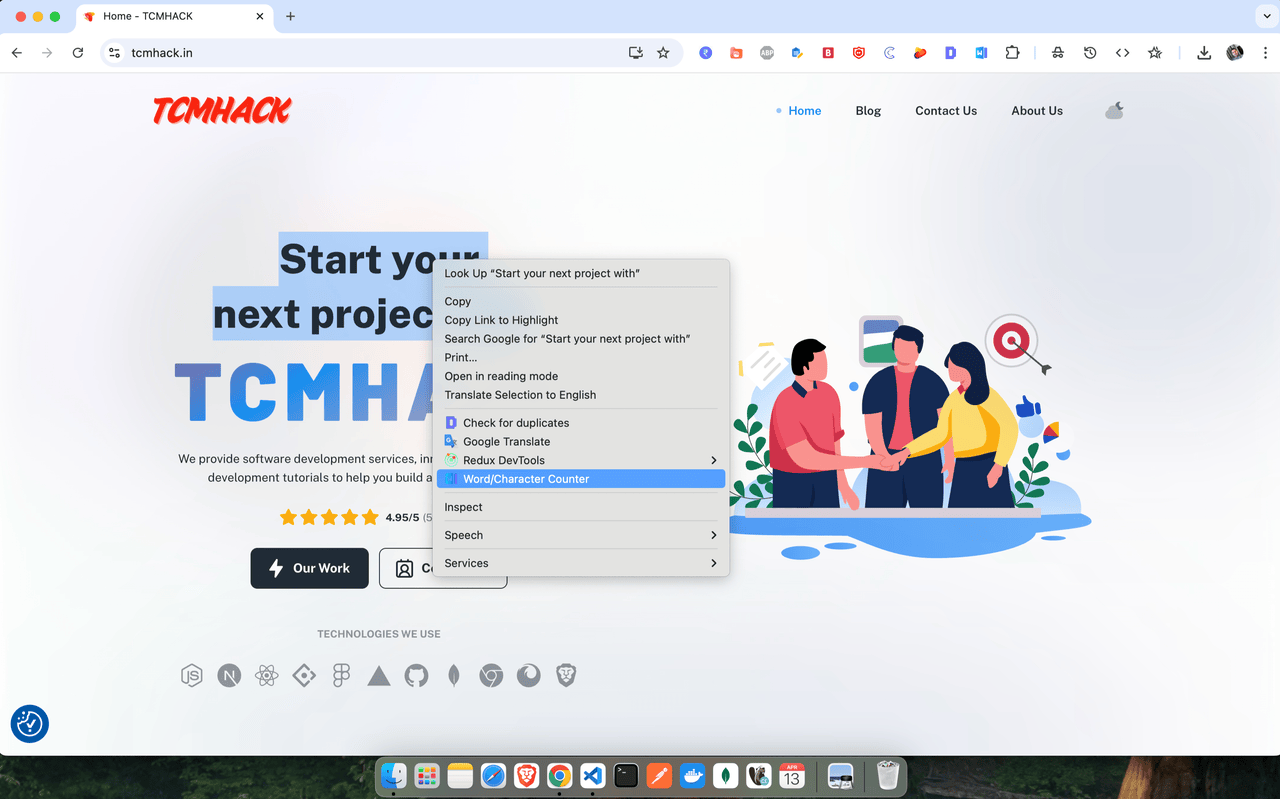 Home - TCMHACK
tcmhack.in
TCMHACK
Home
Blog
Contact Us
About Us
Start your
next projec
TCMHA
We provide software development services,
development tutorials to help you build a
4.95/5
Our Work
TECHNOLOGIES WE USE
Look Up “Start your next project with”
Copy
Copy Link to Highlight
Search Google for “Start your next project with”
Print...
Open in reading mode
Translate Selection to English
Check for duplicates
Google Translate
Redux DevTools
Word/Character Counter
Inspect
Speech
Services
ABP
B
JS
N
APR
13